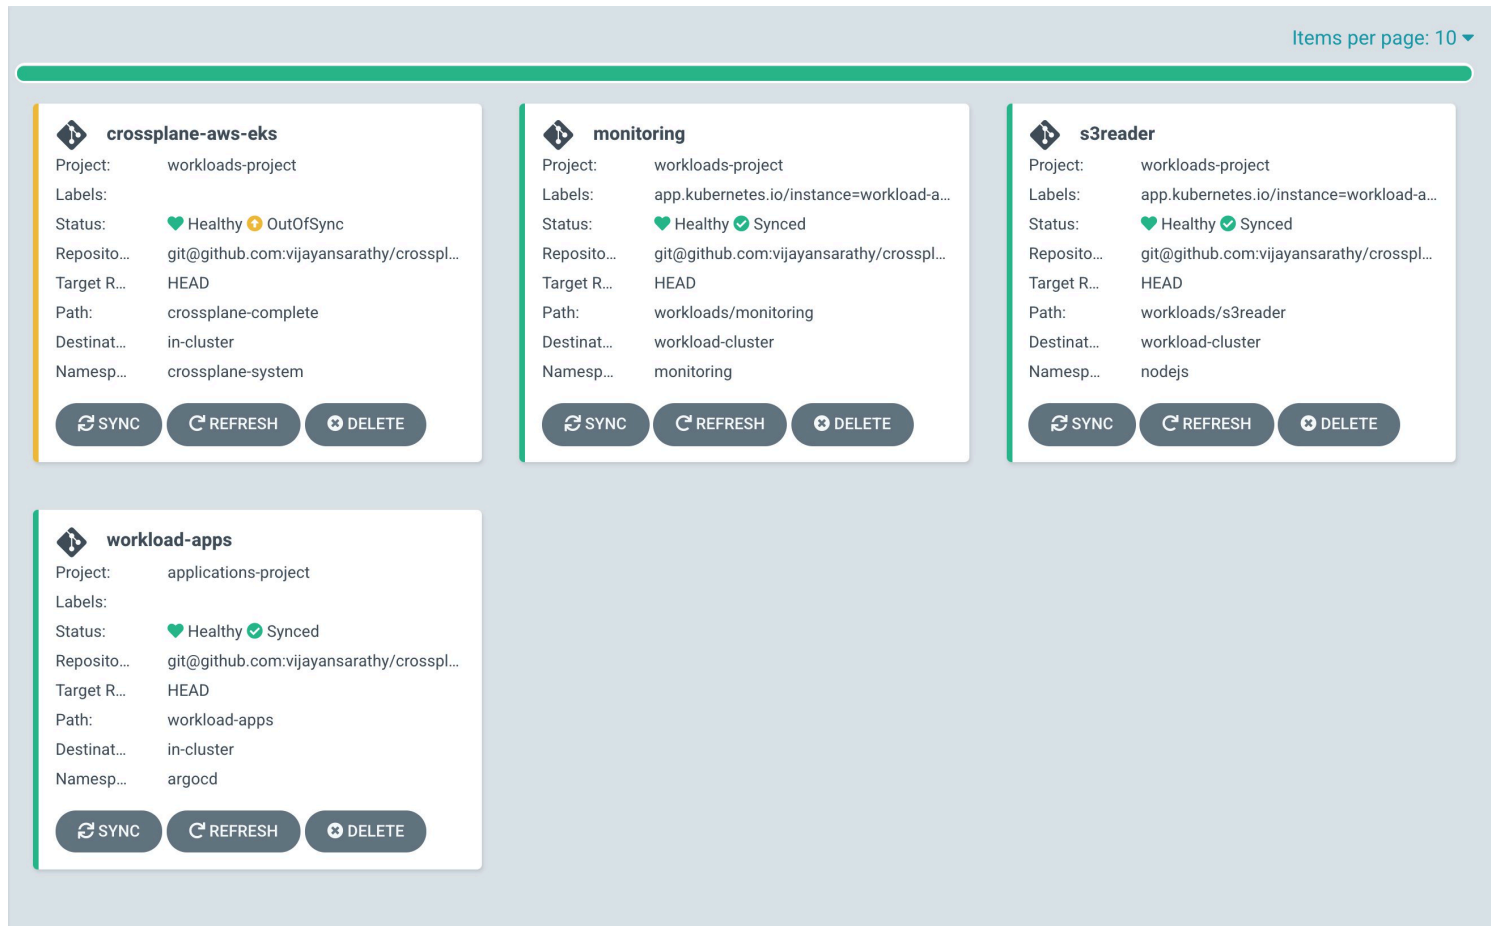 Items per page: 10
crossplane-aws-eks
Project: workloads-project
Labels:
Status: Healthy OutOfSync
Reposito... git@github.com:vijayansarathy/crosspl...
Target R... HEAD
Path: crossplane-complete
Destinat... in-cluster
Namesp... crossplane-system
SYNC REFRESH DELETE
monitoring
Project: workloads-project
Labels: app.kubernetes.io/instance=workload-a...
Status: Healthy Synced
Reposito... git@github.com:vijayansarathy/crosspl...
Target R... HEAD
Path: workloads/monitoring
Destinat... workload-cluster
Namesp... monitoring
SYNC REFRESH DELETE
s3reader
Project: workloads-project
Labels: app.kubernetes.io/instance=workload-a...
Status: Healthy Synced
Reposito... git@github.com:vijayansarathy/crosspl...
Target R... HEAD
Path: workloads/s3reader
Destinat... workload-cluster
Namesp... nodejs
SYNC REFRESH DELETE
workload-apps
Project: applications-project
Labels:
Status: Healthy Synced
Reposito... git@github.com:vijayansarathy/crosspl...
Target R... HEAD
Path: workload-apps
Destinat... in-cluster
Namesp... argocd
SYNC REFRESH DELETE